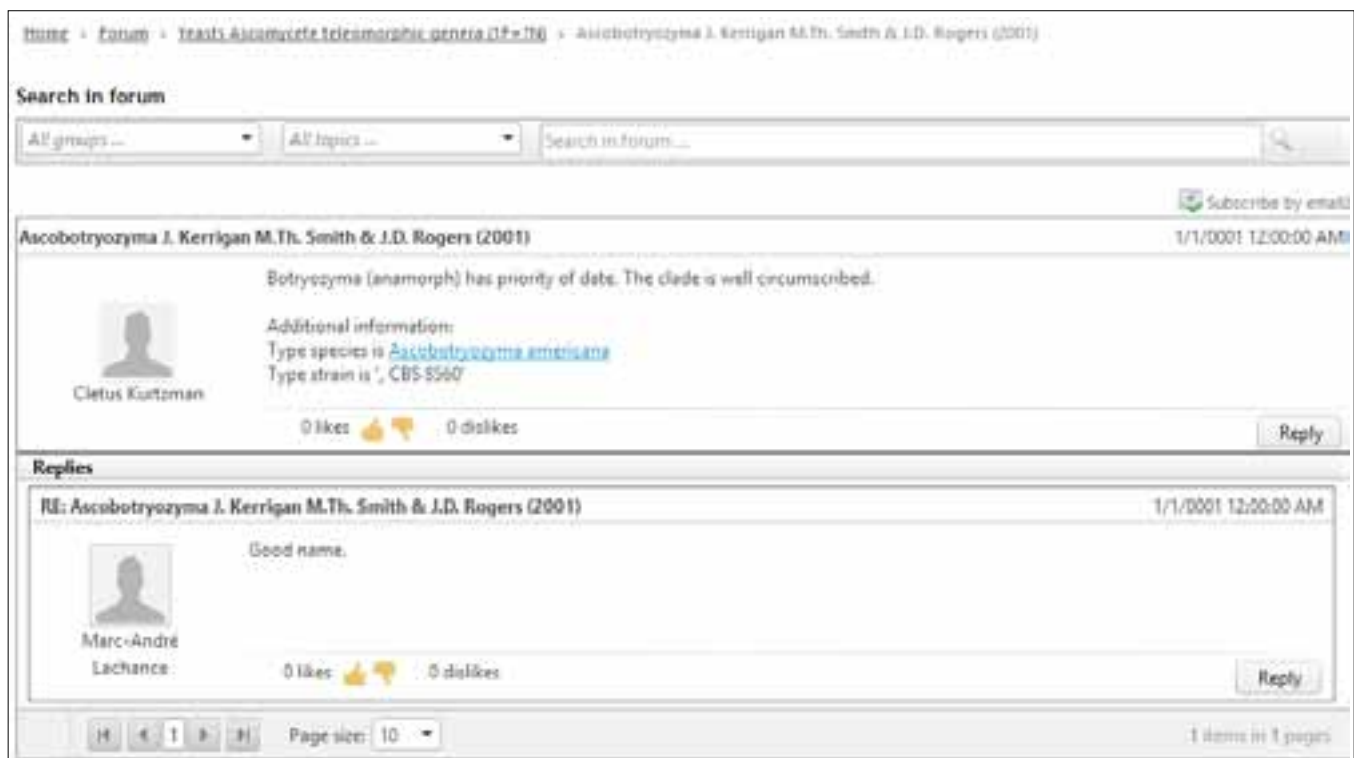 Home › Forum › Yeasts Ascomycete teleomorphic genera (1F=1N) › Ascobotryozyma J. Kerrigan M.Th. Smith & J.D. Rogers (2001)
Search in forum
All groups ... All topics ... Search in forum ...
Subscribe by email
Ascobotryozyma J. Kerrigan M.Th. Smith & J.D. Rogers (2001) 1/1/0001 12:00:00 AM
Botryozyma (anamorph) has priority of date. The clade is well circumscribed.
Additional information:
Type species is Ascobotryozyma americana
Type strain is ', CBS 8560'
Cletus Kurtzman
0 likes 0 dislikes Reply
Replies
RE: Ascobotryozyma J. Kerrigan M.Th. Smith & J.D. Rogers (2001) 1/1/0001 12:00:00 AM
Good name.
Marc-André
Lachance
0 likes 0 dislikes Reply
1 Page size: 10 1 items in 1 pages